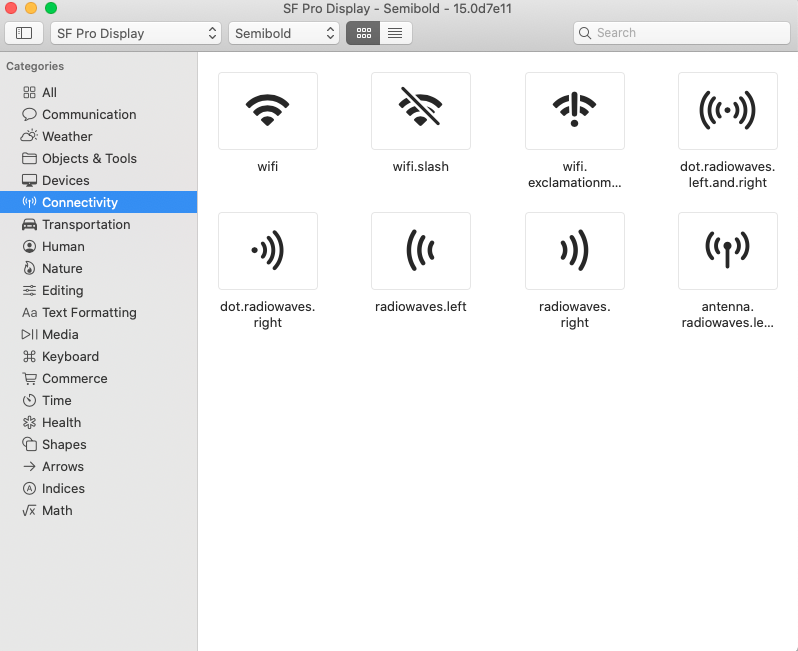 SF Pro Display - Semibold - 15.0d7e11
SF Pro Display
Semibold
Search
Categories
All
Communication
Weather
Objects & Tools
Devices
Connectivity
Transportation
Human
Nature
Editing
Aa Text Formatting
Media
Keyboard
Commerce
Time
Health
Shapes
Arrows
A Indices
√x Math
wifi
wifi.slash
wifi.
exclamationm...
dot.radiowaves.
left.and.right
dot.radiowaves.
right
radiowaves.left
radiowaves.
right
antenna.
radiowaves.le...